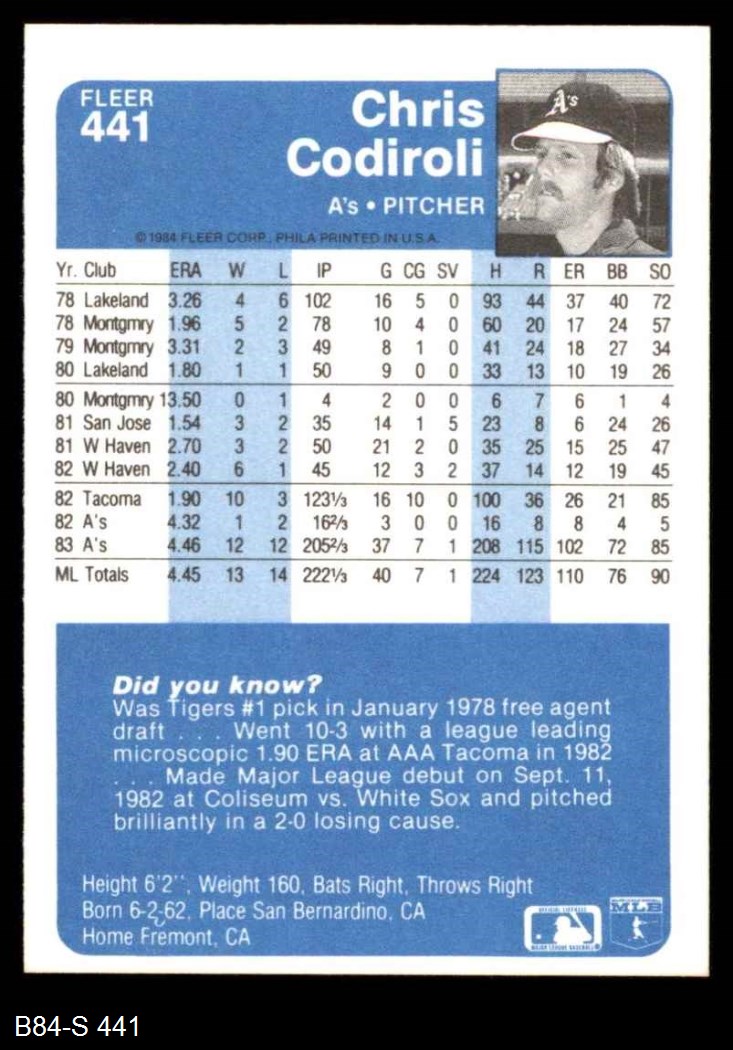 FLEER
441
Chris
Codiroli
A's • PITCHER
A's
©1984 FLEER CORP., PHILA PRINTED IN U.S.A.
Yr. Club ERA W L IP G CG SV H R ER BB SO
78 Lakeland 3.26 4 6 102 16 5 0 93 44 37 40 72
78 Montgmry 1.96 5 2 78 10 4 0 60 20 17 24 57
79 Montgmry 3.31 2 3 49 8 1 0 41 24 18 27 34
80 Lakeland 1.80 1 1 50 9 0 0 33 13 10 19 26
80 Montgmry 13.50 0 1 4 2 0 0 6 7 6 1 4
81 San Jose 1.54 3 2 35 14 1 5 23 8 6 24 26
81 W Haven 2.70 3 2 50 21 2 0 35 25 15 25 47
82 W Haven 2.40 6 1 45 12 3 2 37 14 12 19 45
82 Tacoma 1.90 10 3 123⅓ 16 10 0 100 36 26 21 85
82 A's 4.32 1 2 16⅔ 3 0 0 16 8 8 4 5
83 A's 4.46 12 12 205⅔ 37 7 1 208 115 102 72 85
ML Totals 4.45 13 14 222⅓ 40 7 1 224 123 110 76 90
Did you know?
Was Tigers #1 pick in January 1978 free agent
draft . . . Went 10-3 with a league leading
microscopic 1.90 ERA at AAA Tacoma in 1982
. . . Made Major League debut on Sept. 11,
1982 at Coliseum vs. White Sox and pitched
brilliantly in a 2-0 losing cause.
Height 6'2'', Weight 160, Bats Right, Throws Right
Born 6-2-62, Place San Bernardino, CA
Home Fremont, CA
MAJOR LEAGUE BASEBALL
MLB
B84-S 441